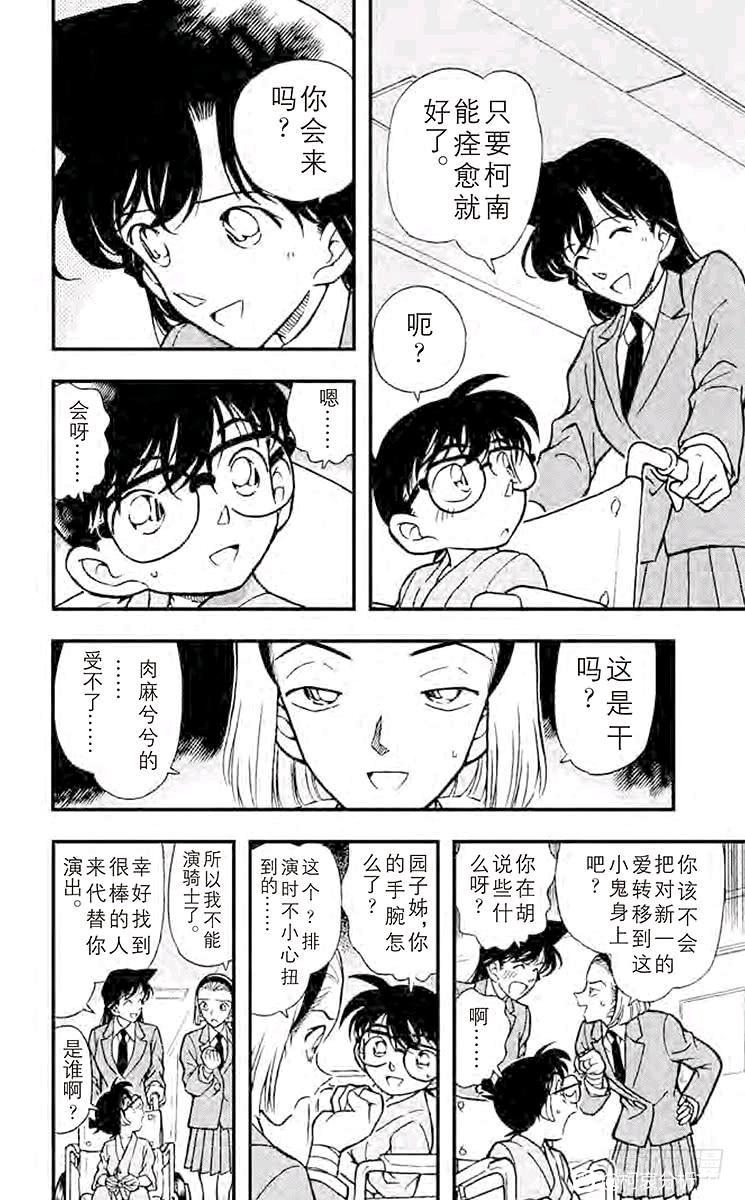 只要柯南
能痊愈就
好了。
呃？
你会来
吗？
嗯……
会呀……
这是干
吗？
肉麻兮兮的
……
受不了……
你该不会
把对新一的
爱转移到这
小鬼身上
吧？
你在胡
说些什
么呀？
啊……
园子姊，你
的手腕怎
么了？
这个？排
演时不小心扭
到的……
所以我不能
演骑士了。
幸好找到
很棒的人
来代替你
演出。
是谁啊？